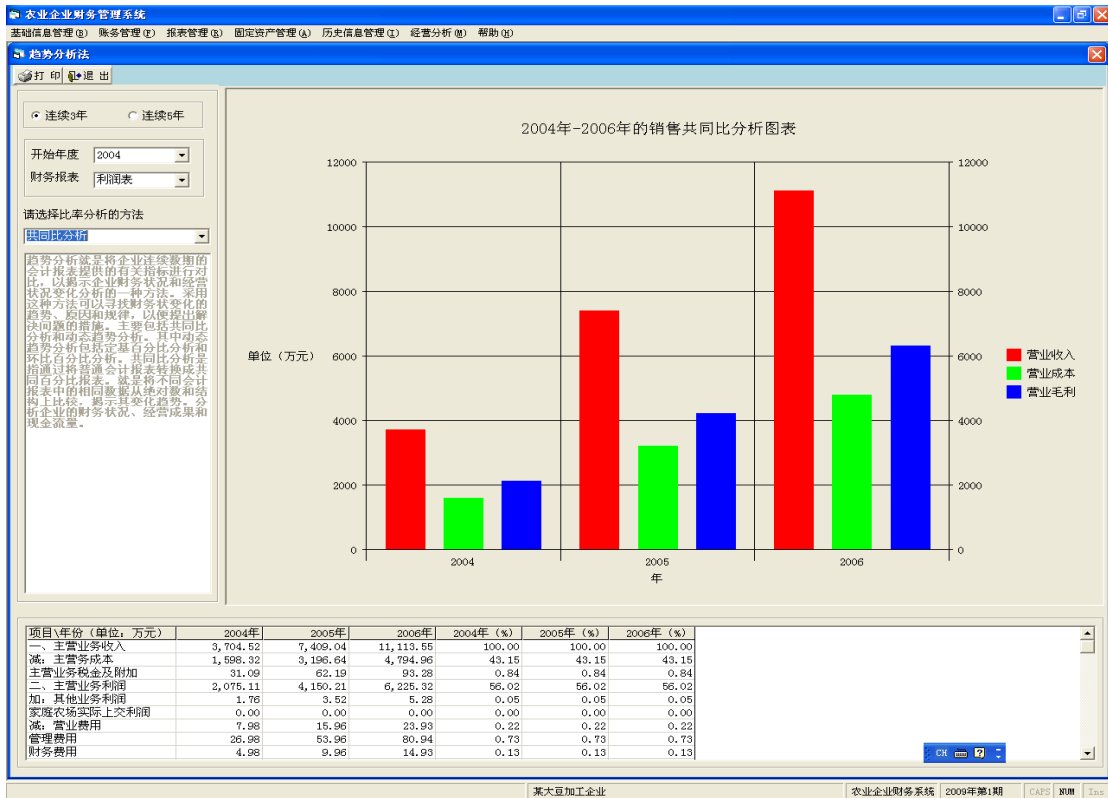 农业企业财务管理系统
基础信息管理(B) 账务管理(F) 报表管理(R) 固定资产管理(A) 历史信息管理(I) 经营分析(M) 帮助(H)
趋势分析法
打 印 退 出
连续3年 连续5年
开始年度 2004
财务报表 利润表
请选择比率分析的方法
共同比分析
趋势分析就是将企业连续数期的
会计报表提供的有关指标进行对
比，以揭示企业财务状况和经营
状况变化分析的一种方法。采用
这种方法可以寻找财务状变化的
趋势、原因和规律，以便提出解
决问题的措施。主要包括共同比
分析和动态趋势分析。其中动态
趋势分析包括定基百分比分析和
环比百分比分析。共同比分析是
指通过将普通会计报表转换成共
同百分比报表。就是将不同会计
报表中的相同数据从绝对数和结
构上比较，揭示其变化趋势。分
析企业的财务状况、经营成果和
现金流量。
2004年-2006年的销售共同比分析图表
12000 12000
10000 10000
8000 8000
单位（万元） 6000 6000
4000 4000
2000 2000
0 0
营业收入
营业成本
营业毛利
2004 2005 2006
年
项目\年份（单位：万元） 2004年 2005年 2006年 2004年（%） 2005年（%） 2006年（%）
一、主营业务收入 3,704.52 7,409.04 11,113.55 100.00 100.00 100.00
减：主营务成本 1,598.32 3,196.64 4,794.96 43.15 43.15 43.15
主营业务税金及附加 31.09 62.19 93.28 0.84 0.84 0.84
二、主营业务利润 2,075.11 4,150.21 6,225.32 56.02 56.02 56.02
加：其他业务利润 1.76 3.52 5.28 0.05 0.05 0.05
家庭农场实际上交利润 0.00 0.00 0.00 0.00 0.00 0.00
减：营业费用 7.98 15.96 23.93 0.22 0.22 0.22
管理费用 26.98 53.96 80.94 0.73 0.73 0.73
财务费用 4.98 9.96 14.93 0.13 0.13 0.13
CH
某大豆加工企业 农业企业财务系统 2009年第1期 CAPS NUM Ins